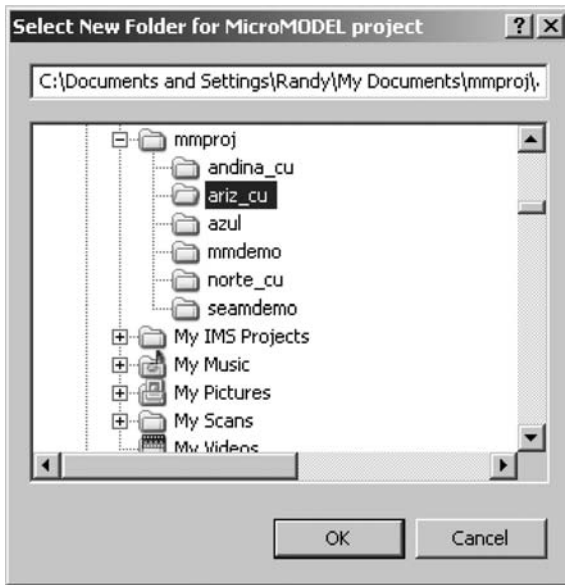 Select New Folder for MicroMODEL project
C:\Documents and Settings\Randy\My Documents\mmproj\
mmproj
andina_cu
ariz_cu
azul
mmdemo
norte_cu
seamdemo
My IMS Projects
My Music
My Pictures
My Scans
My Videos
OK
Cancel